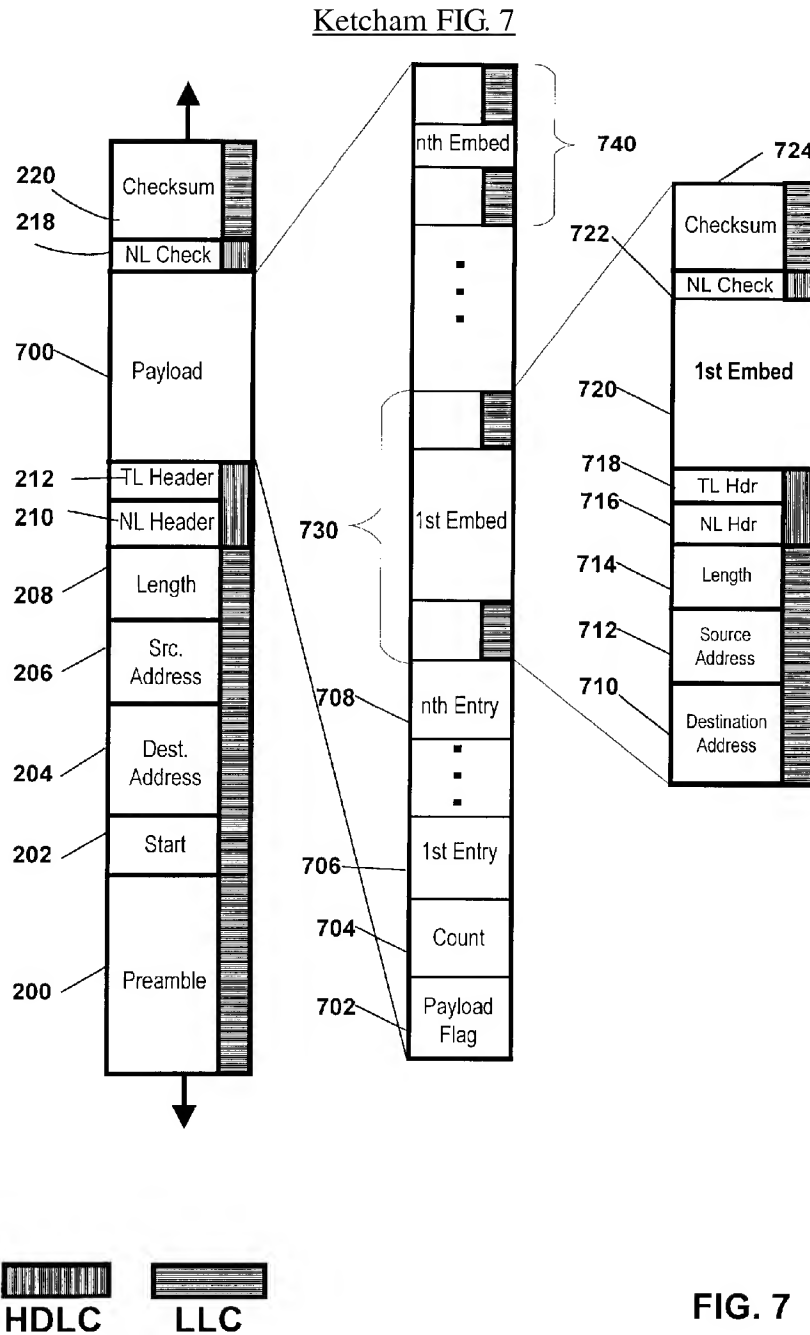 Ketcham FIG. 7
220
Checksum
218
NL Check
700
Payload
212
TL Header
210
NL Header
208
Length
206
Src.
Address
204
Dest.
Address
202
Start
200
Preamble
nth Embed
740
730
1st Embed
708
nth Entry
706
1st Entry
704
Count
702
Payload
Flag
724
Checksum
722
NL Check
720
1st Embed
718
TL Hdr
716
NL Hdr
714
Length
712
Source
Address
710
Destination
Address
HDLC
LLC
FIG. 7